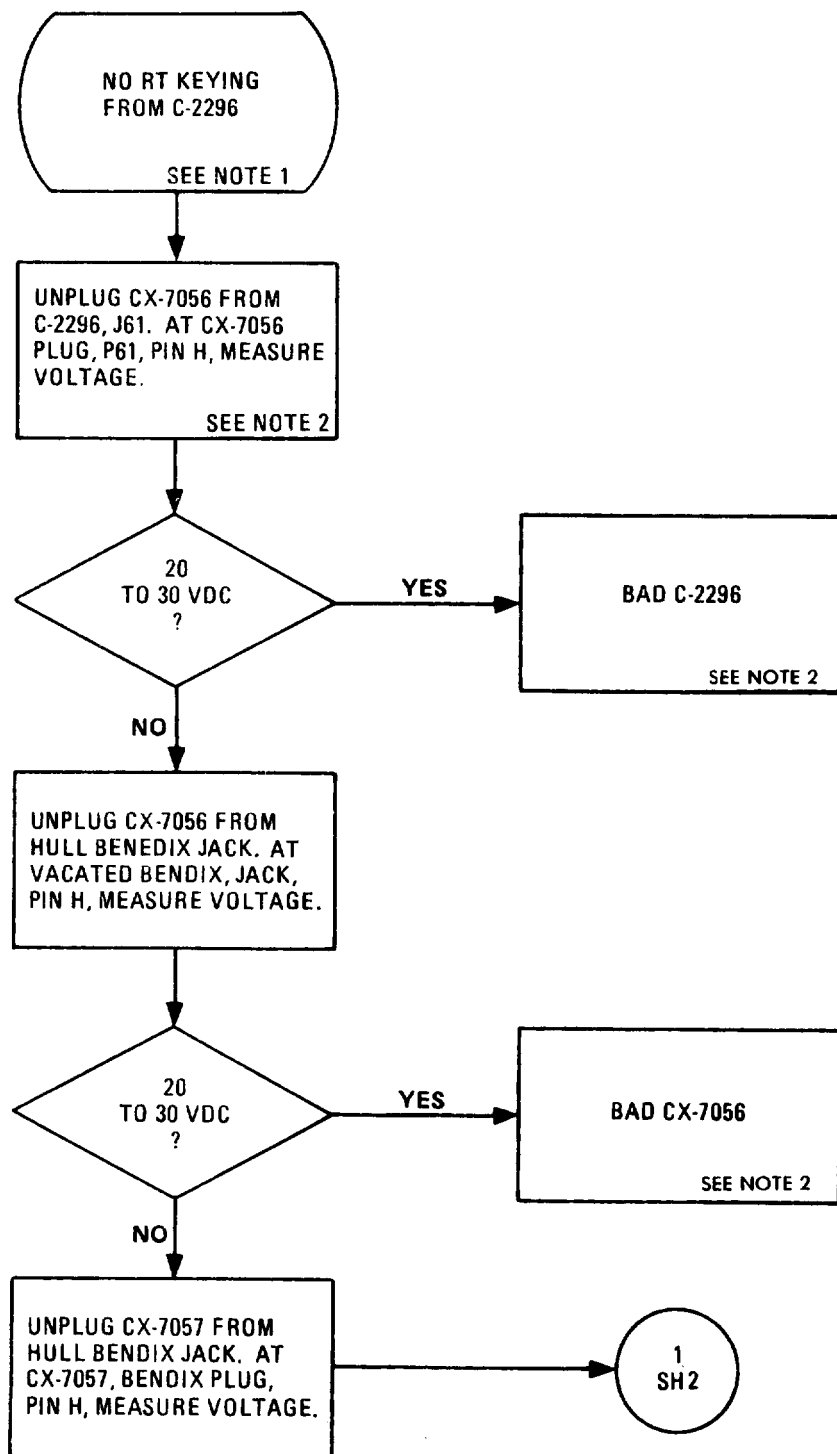 NO RT KEYING
FROM C-2296
SEE NOTE 1
UNPLUG CX-7056 FROM
C-2296, J61. AT CX-7056
PLUG, P61, PIN H, MEASURE
VOLTAGE.
SEE NOTE 2
20
TO 30 VDC
?
YES
BAD C-2296
SEE NOTE 2
NO
UNPLUG CX-7056 FROM
HULL BENEDIX JACK. AT
VACATED BENDIX, JACK,
PIN H, MEASURE VOLTAGE.
20
TO 30 VDC
?
YES
BAD CX-7056
SEE NOTE 2
NO
UNPLUG CX-7057 FROM
HULL BENDIX JACK. AT
CX-7057, BENDIX PLUG,
PIN H, MEASURE VOLTAGE.
1
SH2